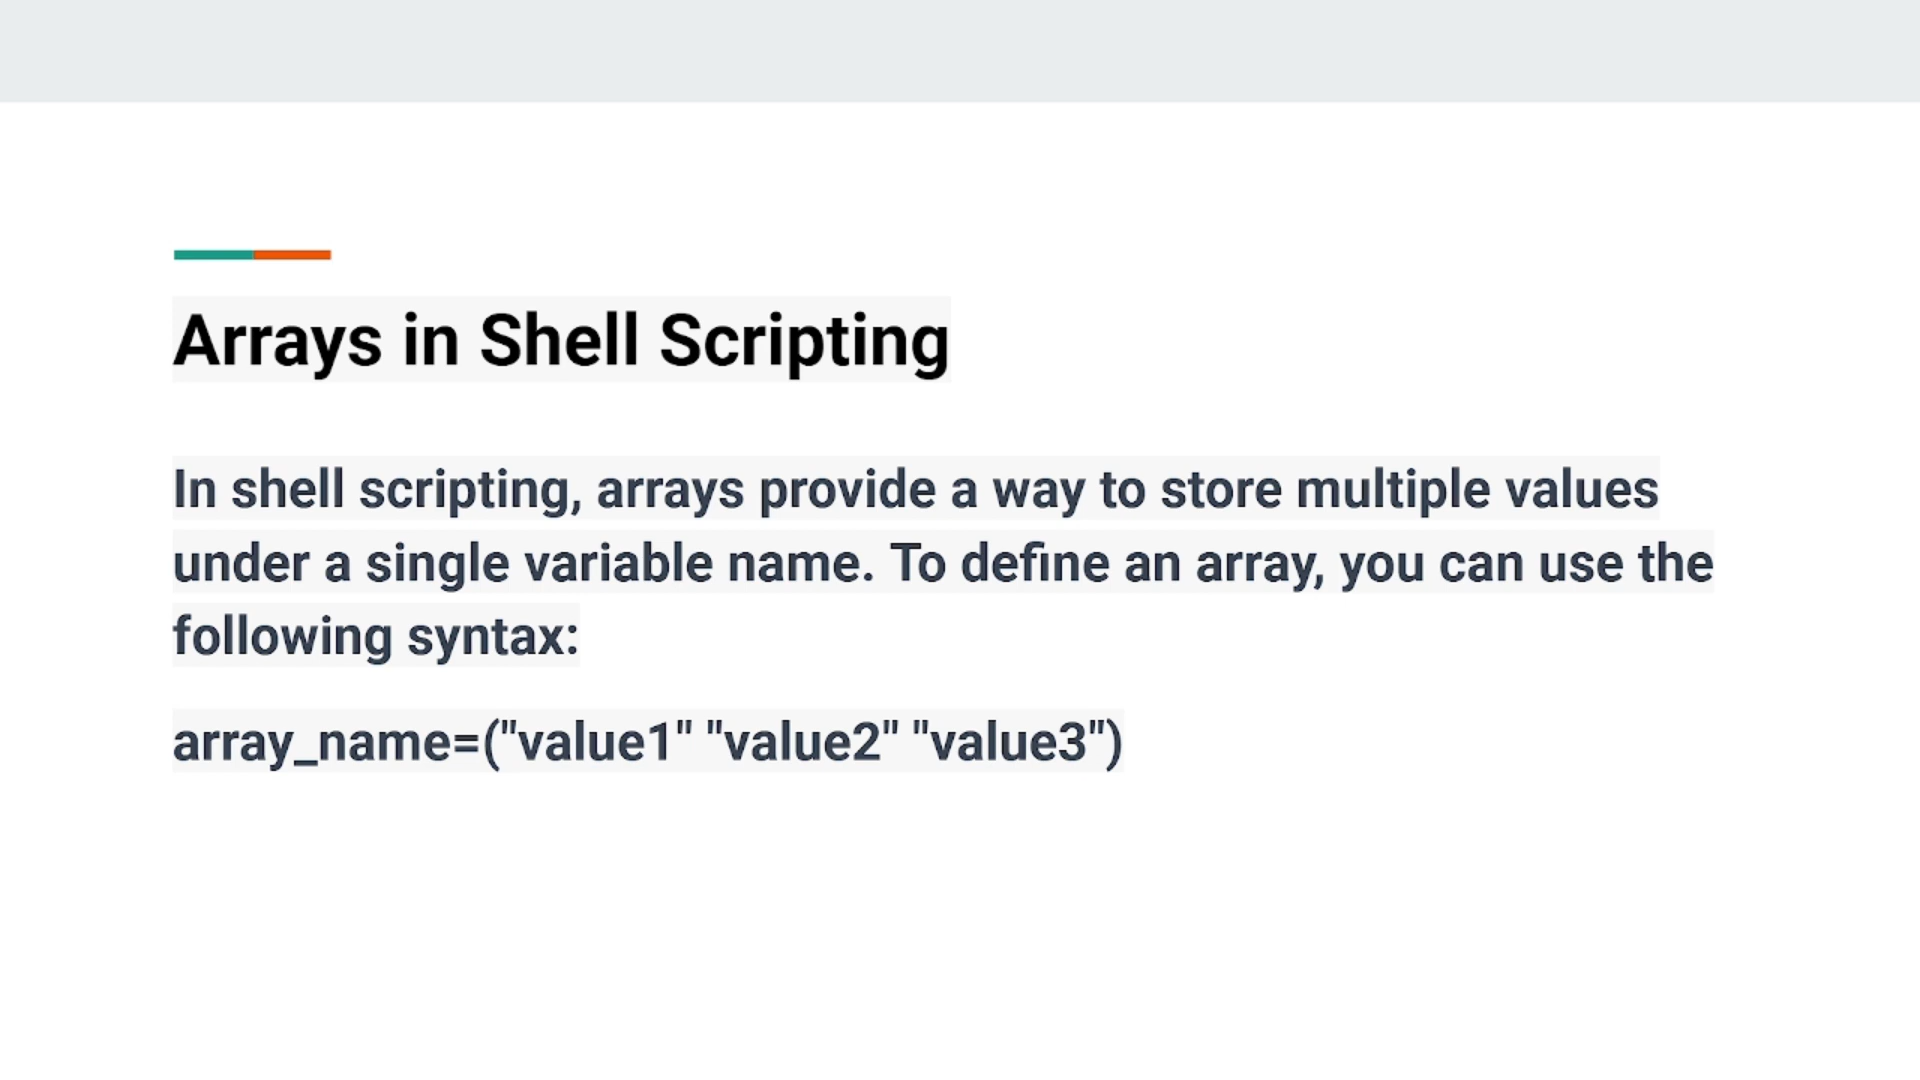 Arrays in Shell Scripting
In shell scripting, arrays provide a way to store multiple values
under a single variable name. To define an array, you can use the
following syntax:
array_name=("value1" "value2" "value3")